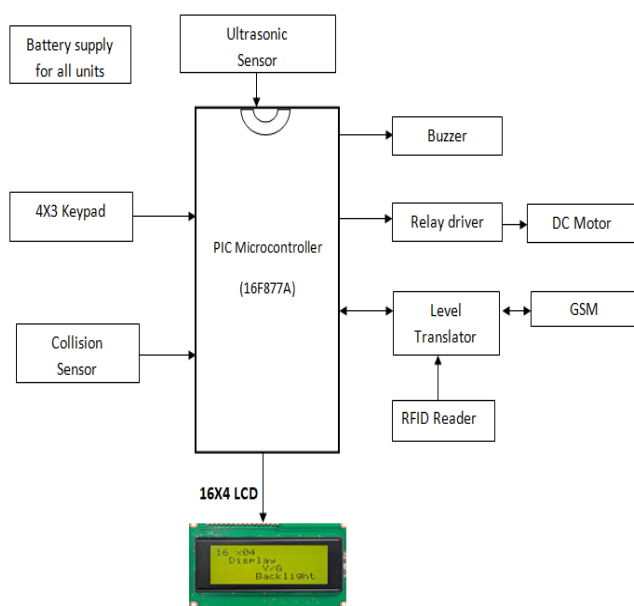 Battery supply
for all units
Ultrasonic
Sensor
Buzzer
4X3 Keypad
Relay driver
DC Motor
PIC Microcontroller
(16F877A)
Level
Translator
GSM
Collision
Sensor
RFID Reader
16X4 LCD
16 x04
Display
Y/G
Backlight